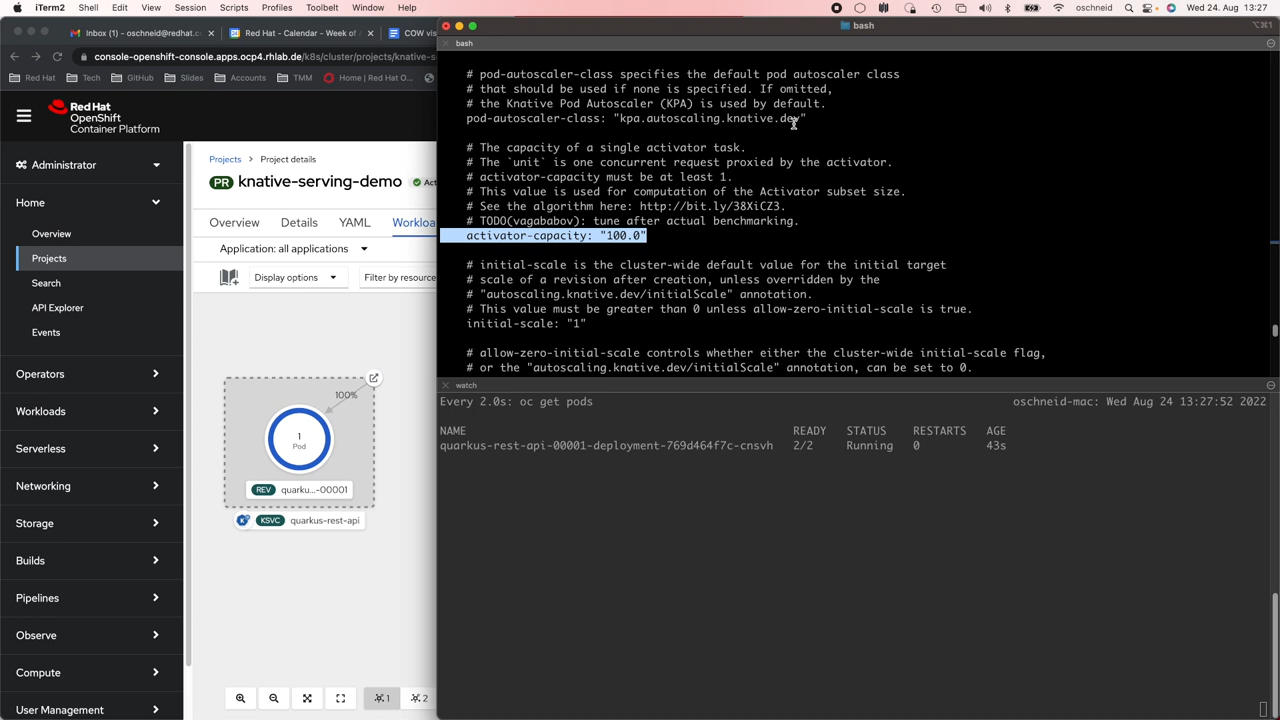 iTerm2 Shell Edit View Session Scripts Profiles Toolbelt Window Help oschneid Wed 24. Aug 13:27
Inbox (1) – oschneid@redhat.c
Red Hat - Calendar - Week of
COW vis
console-openshift-console.apps.ocp4.rhlab.de/k8s/cluster/projects/knative-s
Red Hat Tech GitHub Sliides Accounts TMM Home | Red Hat O...
Red Hat
OpenShift
Container Platform
Administrator
Home
Overview
Projects
Search
API Explorer
Events
Operators
Workloads
Serverless
Networking
Storage
Builds
Pipelines
Observe
Compute
User Management
Projects > Project details
PR knative-serving-demo Act
Overview Details YAML Workloa
Application: all applications
Display options Filter by resource
100%
1
Pod
REV quarku...-00001
KSVC quarkus-rest-api
1 2
bash
⌥⌘1
bash
# pod-autoscaler-class specifies the default pod autoscaler class
# that should be used if none is specified. If omitted,
# the Knative Pod Autoscaler (KPA) is used by default.
pod-autoscaler-class: "kpa.autoscaling.knative.dev"
# The capacity of a single activator task.
# The `unit` is one concurrent request proxied by the activator.
# activator-capacity must be at least 1.
# This value is used for computation of the Activator subset size.
# See the algorithm here: http://bit.ly/38XiCZ3.
# TODO(vagababov): tune after actual benchmarking.
activator-capacity: "100.0"
# initial-scale is the cluster-wide default value for the initial target
# scale of a revision after creation, unless overridden by the
# "autoscaling.knative.dev/initialScale" annotation.
# This value must be greater than 0 unless allow-zero-initial-scale is true.
initial-scale: "1"
# allow-zero-initial-scale controls whether either the cluster-wide initial-scale flag,
# or the "autoscaling.knative.dev/initialScale" annotation, can be set to 0.
watch
Every 2.0s: oc get pods oschneid-mac: Wed Aug 24 13:27:52 2022
NAME READY STATUS RESTARTS AGE
quarkus-rest-api-00001-deployment-769d464f7c-cnsvh 2/2 Running 0 43s